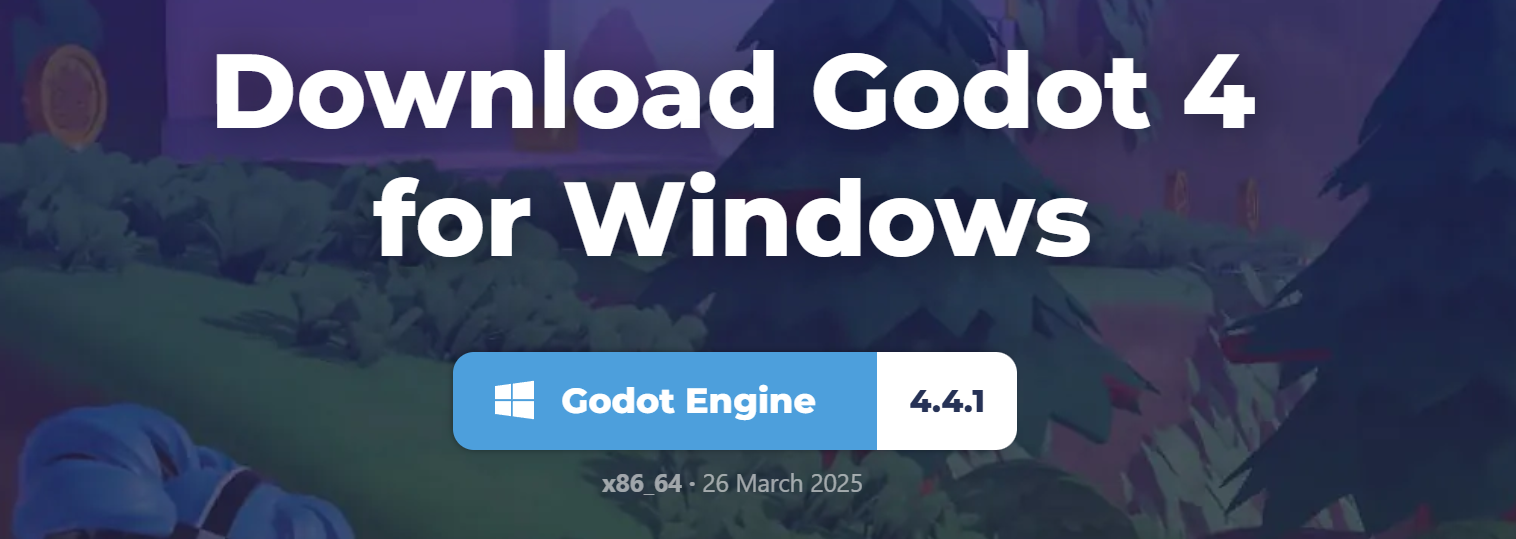 Download Godot 4
for Windows
Godot Engine 4.4.1
x86_64 · 26 March 2025